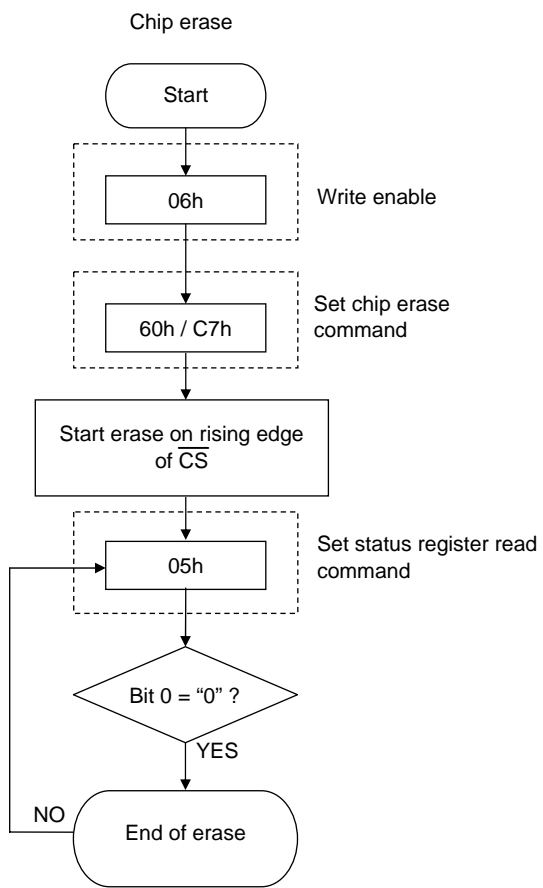 Chip erase
Start
06h
Write enable
60h / C7h
Set chip erase
command
Start erase on rising edge
of C̅S̅
05h
Set status register read
command
Bit 0 = “0” ?
YES
NO
End of erase